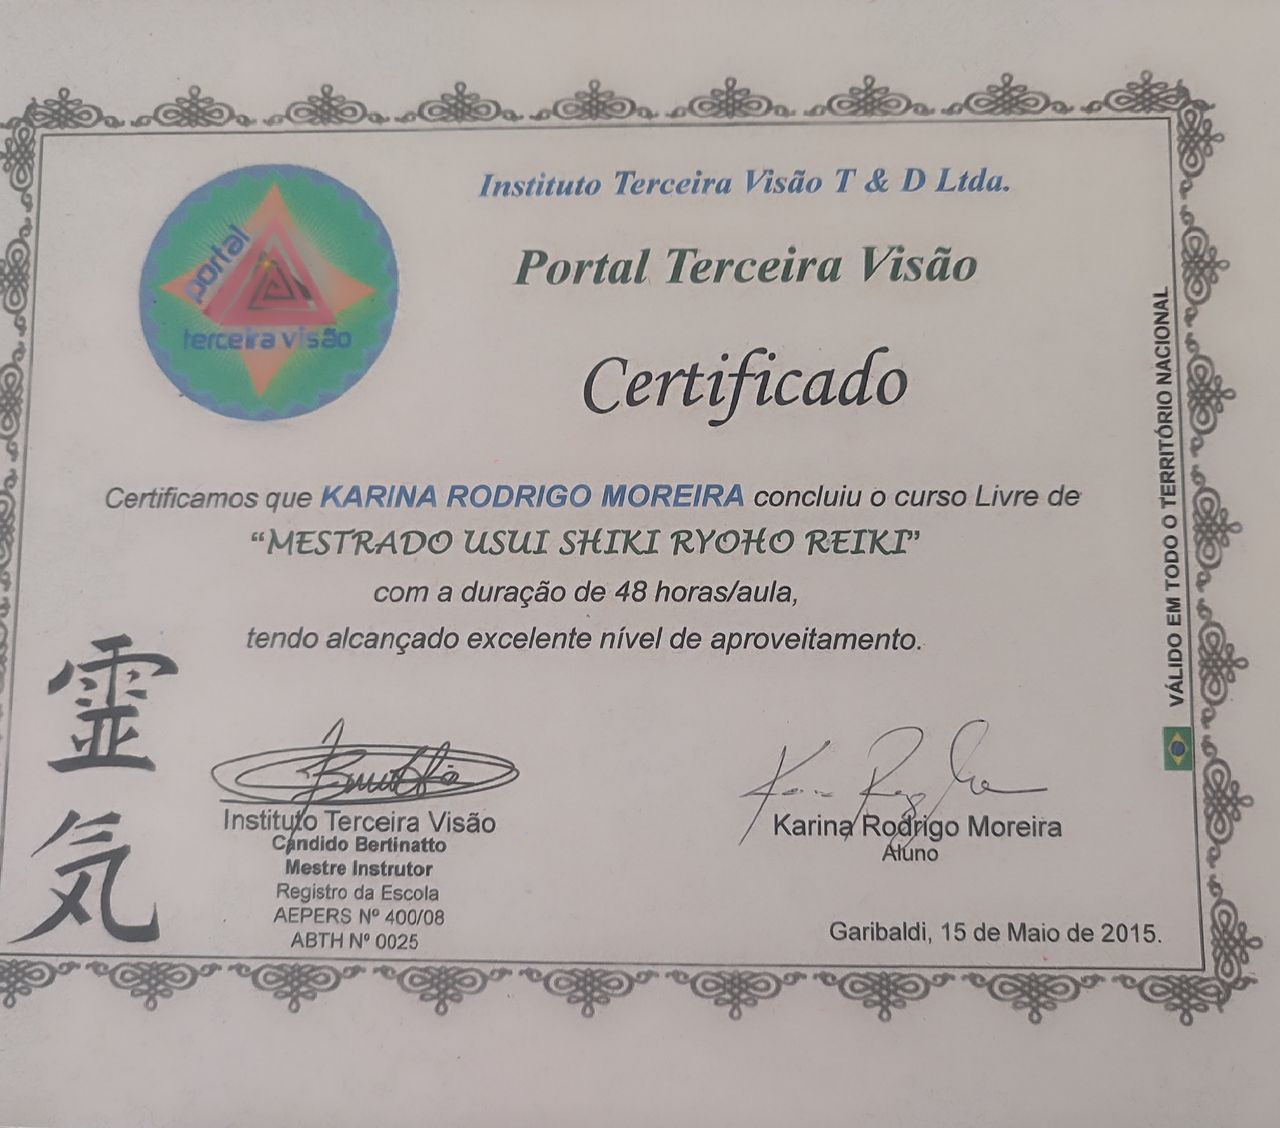 Instituto Terceira Visão T & D Ltda.
portal
terceira visão
Portal Terceira Visão
Certificado
Certificamos que KARINA RODRIGO MOREIRA concluiu o curso Livre de
“MESTRADO USUI SHIKI RYOHO REIKI”
com a duração de 48 horas/aula,
tendo alcançado excelente nível de aproveitamento.
VÁLIDO EM TODO O TERRITÓRIO NACIONAL
靈
気
Instituto Terceira Visão
Candido Bertinatto
Mestre Instrutor
Registro da Escola
AEPERS Nº 400/08
ABTH Nº 0025
Karina Rodrigo Moreira
Aluno
Garibaldi, 15 de Maio de 2015.